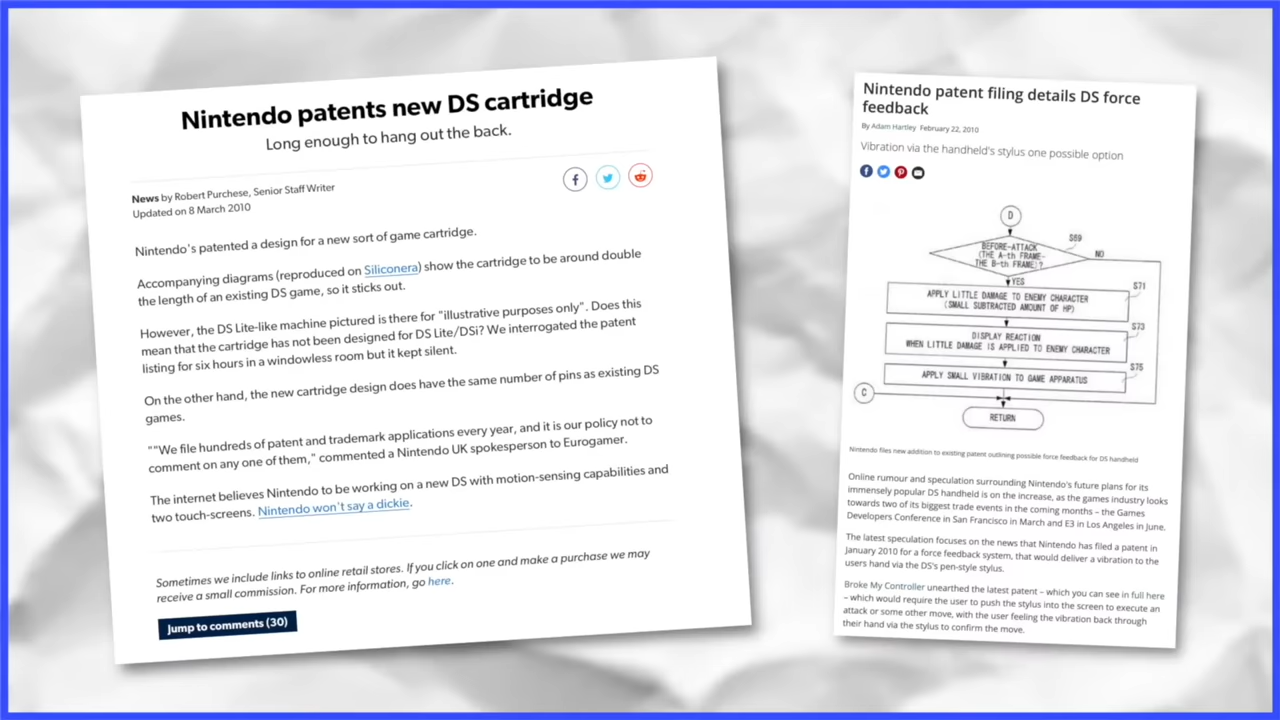 Nintendo patents new DS cartridge
Long enough to hang out the back.
News by Robert Purchese, Senior Staff Writer
Updated on 8 March 2010
Nintendo's patented a design for a new sort of game cartridge.
Accompanying diagrams (reproduced on Siliconera) show the cartridge to be around double
the length of an existing DS game, so it sticks out.
However, the DS Lite-like machine pictured is there for "illustrative purposes only". Does this
mean that the cartridge has not been designed for DS Lite/DSi? We interrogated the patent
listing for six hours in a windowless room but it kept silent.
On the other hand, the new cartridge design does have the same number of pins as existing DS
games.
""We file hundreds of patent and trademark applications every year, and it is our policy not to
comment on any one of them," commented a Nintendo UK spokesperson to Eurogamer.
The internet believes Nintendo to be working on a new DS with motion-sensing capabilities and
two touch-screens. Nintendo won't say a dickie.
Sometimes we include links to online retail stores. If you click on one and make a purchase we may
receive a small commission. For more information, go here.
Jump to comments (30)
Nintendo patent filing details DS force
feedback
By Adam Hartley February 22, 2010
Vibration via the handheld's stylus one possible option
D
S69
BEFORE-ATTACK
(THE A-th FRAME-
THE B-th FRAME)?
NO
YES
S71
APPLY LITTLE DAMAGE TO ENEMY CHARACTER
(SMALL SUBTRACTED AMOUNT OF HP)
S73
DISPLAY REACTION
WHEN LITTLE DAMAGE IS APPLIED TO ENEMY CHARACTER
S75
APPLY SMALL VIBRATION TO GAME APPARATUS
C
RETURN
Nintendo files new addition to existing patent outlining possible force feedback for DS handheld
Online rumour and speculation surrounding Nintendo's future plans for its
immensely popular DS handheld is on the increase, as the games industry looks
towards two of its biggest trade events in the coming months – the Games
Developers Conference in San Francisco in March and E3 in Los Angeles in June.
The latest speculation focuses on the news that Nintendo has filed a patent in
January 2010 for a force feedback system, that would deliver a vibration to the
users hand via the DS's pen-style stylus.
Broke My Controller unearthed the latest patent – which you can see in full here
– which would require the user to push the stylus into the screen to execute an
attack or some other move, with the user feeling the vibration back through
their hand via the stylus to confirm the move.